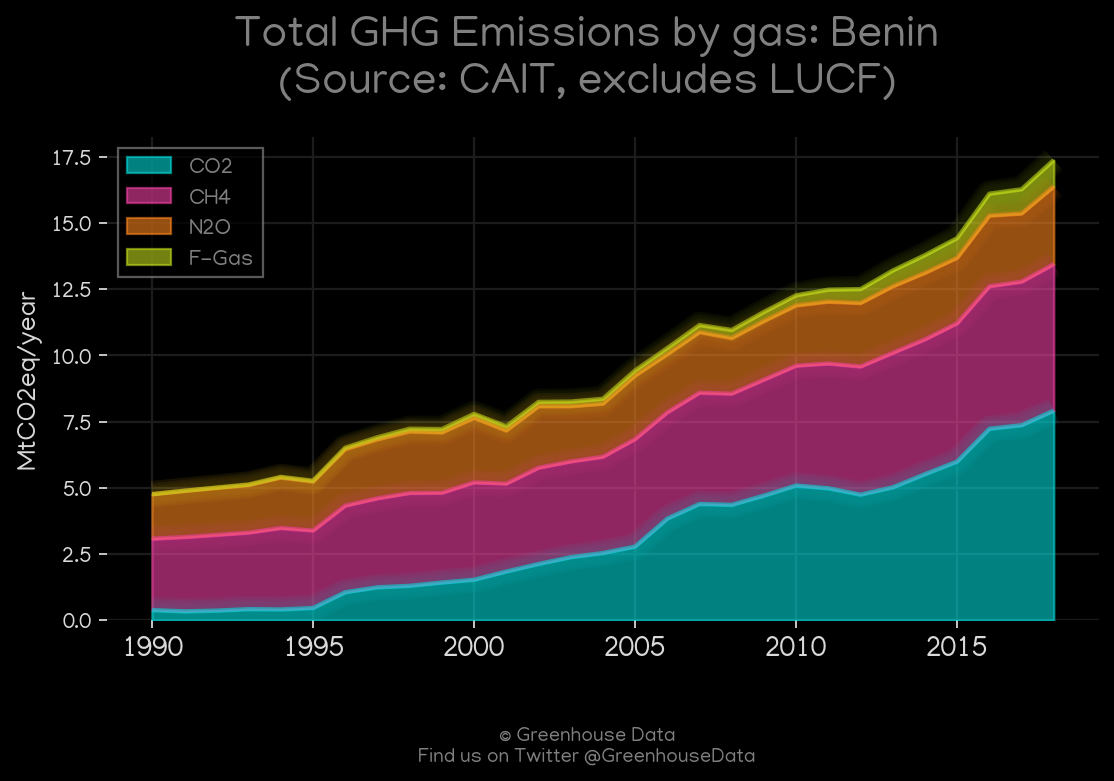 Total GHG Emissions by gas: Benin
(Source: CAIT, excludes LUCF)
17.5
15.0
12.5
10.0
7.5
5.0
2.5
0.0
MtCO2eq/year
CO2
CH4
N2O
F-Gas
1990
1995
2000
2005
2010
2015
© Greenhouse Data
Find us on Twitter @GreenhouseData